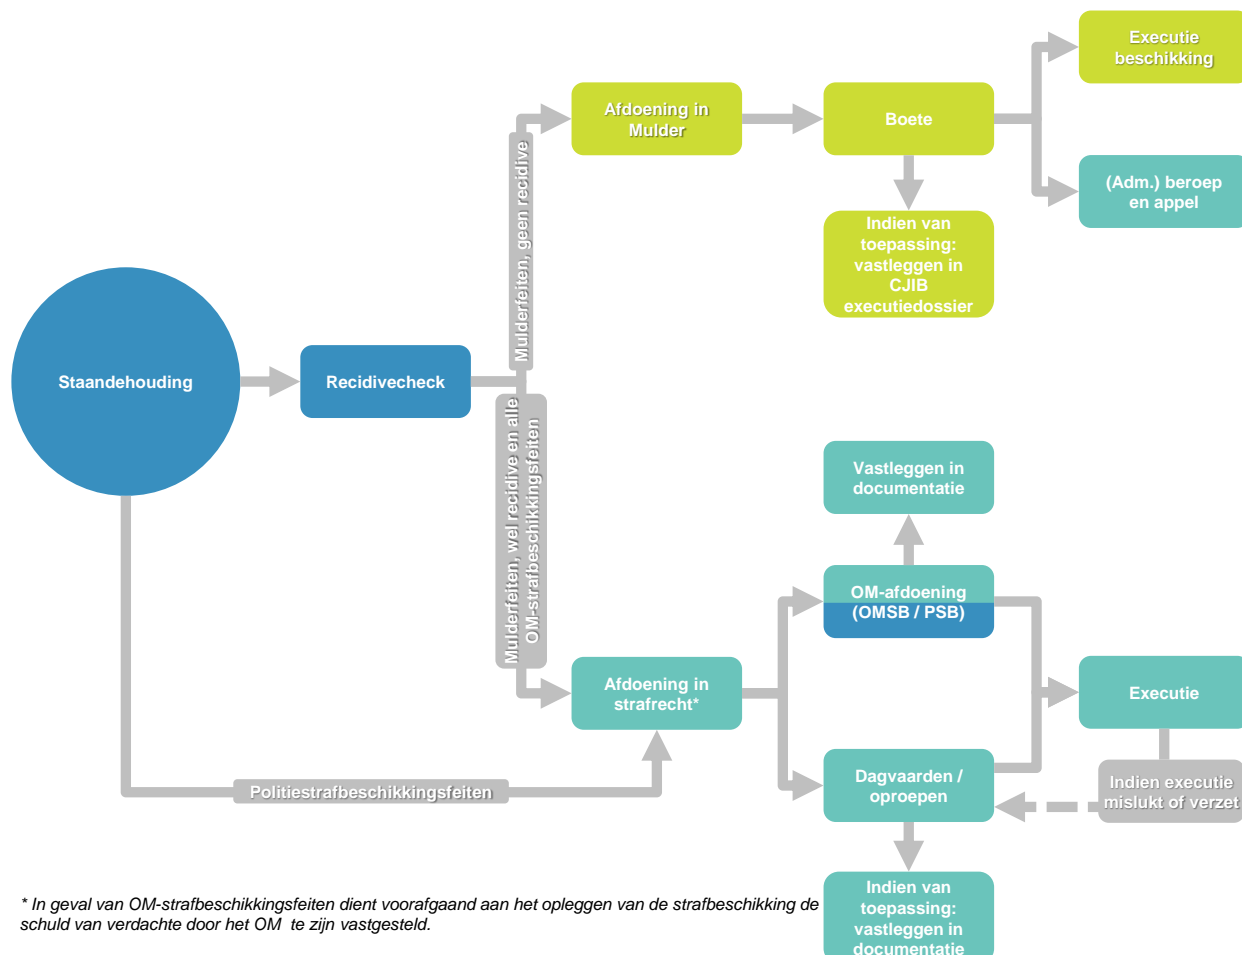 Executie
beschikking
Afdoening in
Mulder
Boete
(Adm.) beroep
en appel
Mulderfeiten, geen recidive
Indien van
toepassing:
vastleggen in
CJIB
executiedossier
Staandehouding
Recidivecheck
Mulderfeiten, wel recidive en alle
OM-strafbeschikkingsfeiten
Vastleggen in
documentatie
OM-afdoening
(OMSB / PSB)
Afdoening in
strafrecht*
Executie
Dagvaarden /
oproepen
Indien executie
mislukt of verzet
Politiestrafbeschikkingsfeiten
Indien van
toepassing:
vastleggen in
documentatie
* In geval van OM-strafbeschikkingsfeiten dient voorafgaand aan het opleggen van de strafbeschikking de
schuld van verdachte door het OM te zijn vastgesteld.